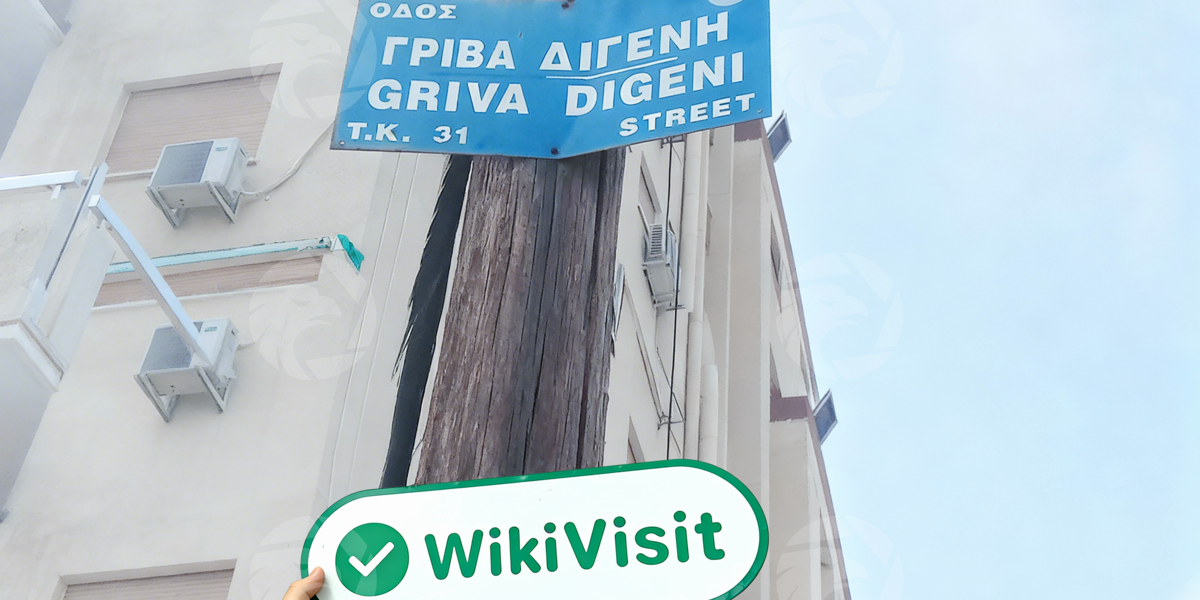 ΟΔΟΣ
ΓΡΙΒΑ ΔΙΓΕΝΗ
GRIVA DIGENI
STREET
T.K. 31
WikiVisit